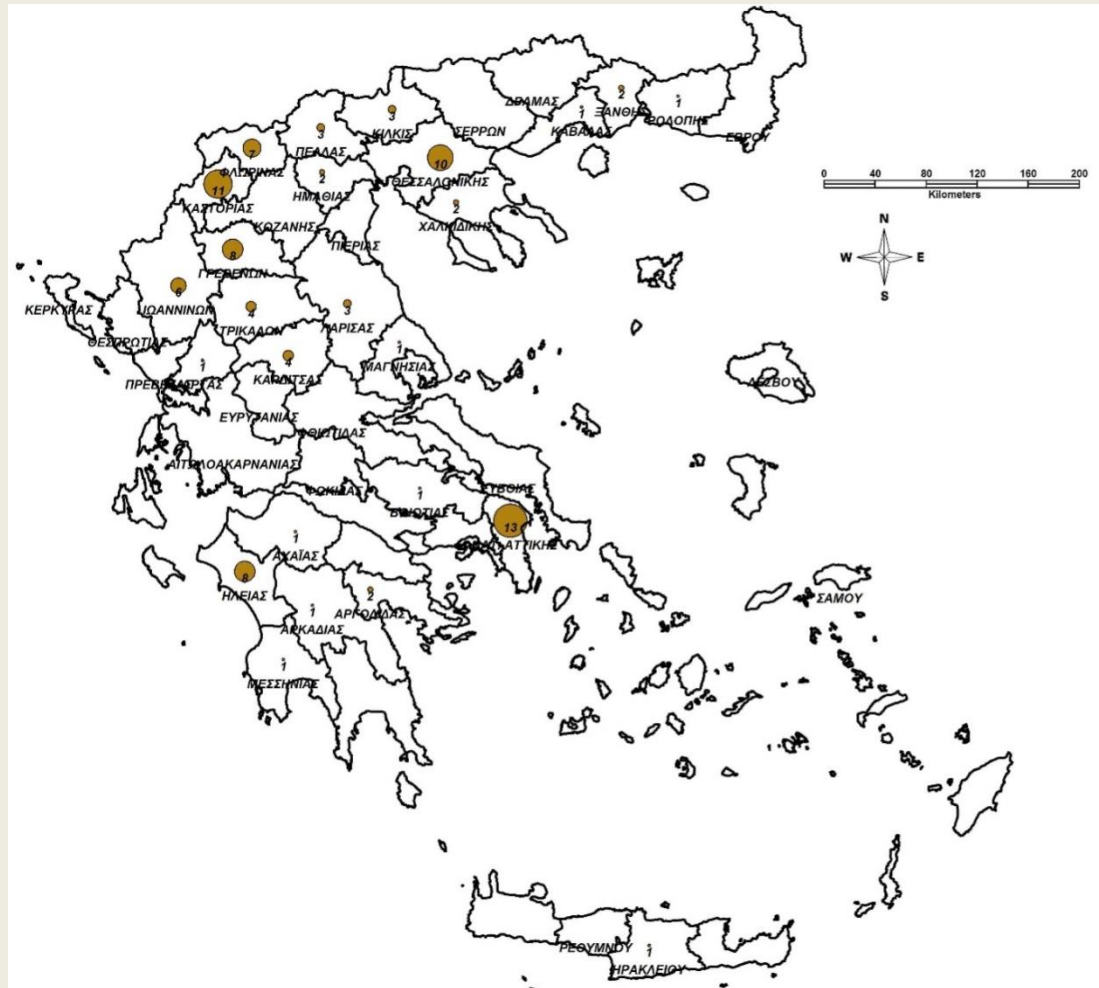 ΔΡΑΜΑΣ
2
ΞΑΝΘΗΣ
1
ΡΟΔΟΠΗΣ
1
ΚΑΒΑΛΑΣ
ΕΒΡΟΥ
3
ΚΙΛΚΙΣ
ΣΕΡΡΩΝ
3
ΠΕΛΛΑΣ
7
ΦΛΩΡΙΝΑΣ
10
ΘΕΣΣΑΛΟΝΙΚΗΣ
11
ΚΑΣΤΟΡΙΑΣ
2
ΗΜΑΘΙΑΣ
2
ΧΑΛΚΙΔΙΚΗΣ
0 40 80 120 160 200
Kilometers
N
W E
S
ΚΟΖΑΝΗΣ
ΠΙΕΡΙΑΣ
8
ΓΡΕΒΕΝΩΝ
6
ΙΩΑΝΝΙΝΩΝ
ΚΕΡΚΥΡΑΣ
4
ΤΡΙΚΑΛΩΝ
3
ΛΑΡΙΣΑΣ
ΘΕΣΠΡΩΤΙΑΣ
1
ΜΑΓΝΗΣΙΑΣ
1
4
ΚΑΡΔΙΤΣΑΣ
ΛΕΣΒΟΥ
ΕΥΡΥΤΑΝΙΑΣ
ΦΘΙΩΤΙΔΑΣ
ΑΙΤΩΛΟΑΚΑΡΝΑΝΙΑΣ
ΦΩΚΙΔΑΣ
1
ΒΟΙΩΤΙΑΣ
ΕΥΒΟΙΑΣ
13
ΑΤΤΙΚΗΣ
1
ΑΧΑΪΑΣ
8
ΗΛΕΙΑΣ
2
ΑΡΓΟΛΙΔΑΣ
1
ΑΡΚΑΔΙΑΣ
ΣΑΜΟΥ
1
ΜΕΣΣΗΝΙΑΣ
ΡΕΘΥΜΝΟΥ
1
ΗΡΑΚΛΕΙΟΥ